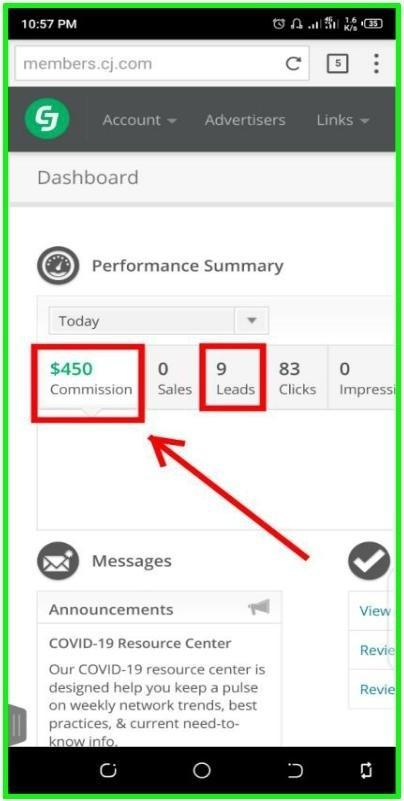 10:57 PM 4G 1.6 K/s 35
members.cj.com 5
CJ Account Advertisers Links
Dashboard
Performance Summary
Today
$450 0 9 83 0
Commission Sales Leads Clicks Impressi
Messages
Announcements View
COVID-19 Resource Center
Our COVID-19 resource center is Revie
designed help you keep a pulse
on weekly network trends, best Revie
practices, & current need-to-
know info.